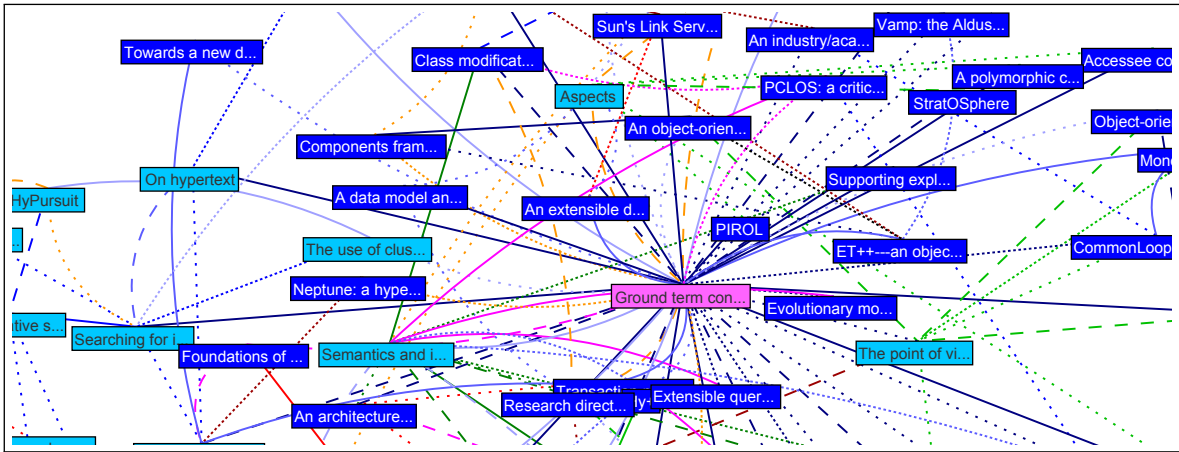 Sun's Link Serv...
Vamp: the Aldus...
An industry/aca...
Towards a new d...
Class modificat...
Accessee co
A polymorphic c...
PCLOS: a critic...
Aspects
StratOSphere
An object-orien...
Object-orie
Components fram...
Mono
On hypertext
Supporting expl...
A data model an...
HyPursuit
An extensible d...
PIROL
...
The use of clus...
ET++---an objec...
CommonLoop
Neptune: a hype...
Ground term con...
Evolutionary mo...
ative s...
Searching for i...
Foundations of ...
Semantics and i...
The point of vi...
Transacti
Extensible quer...
Research direct...
An architecture...